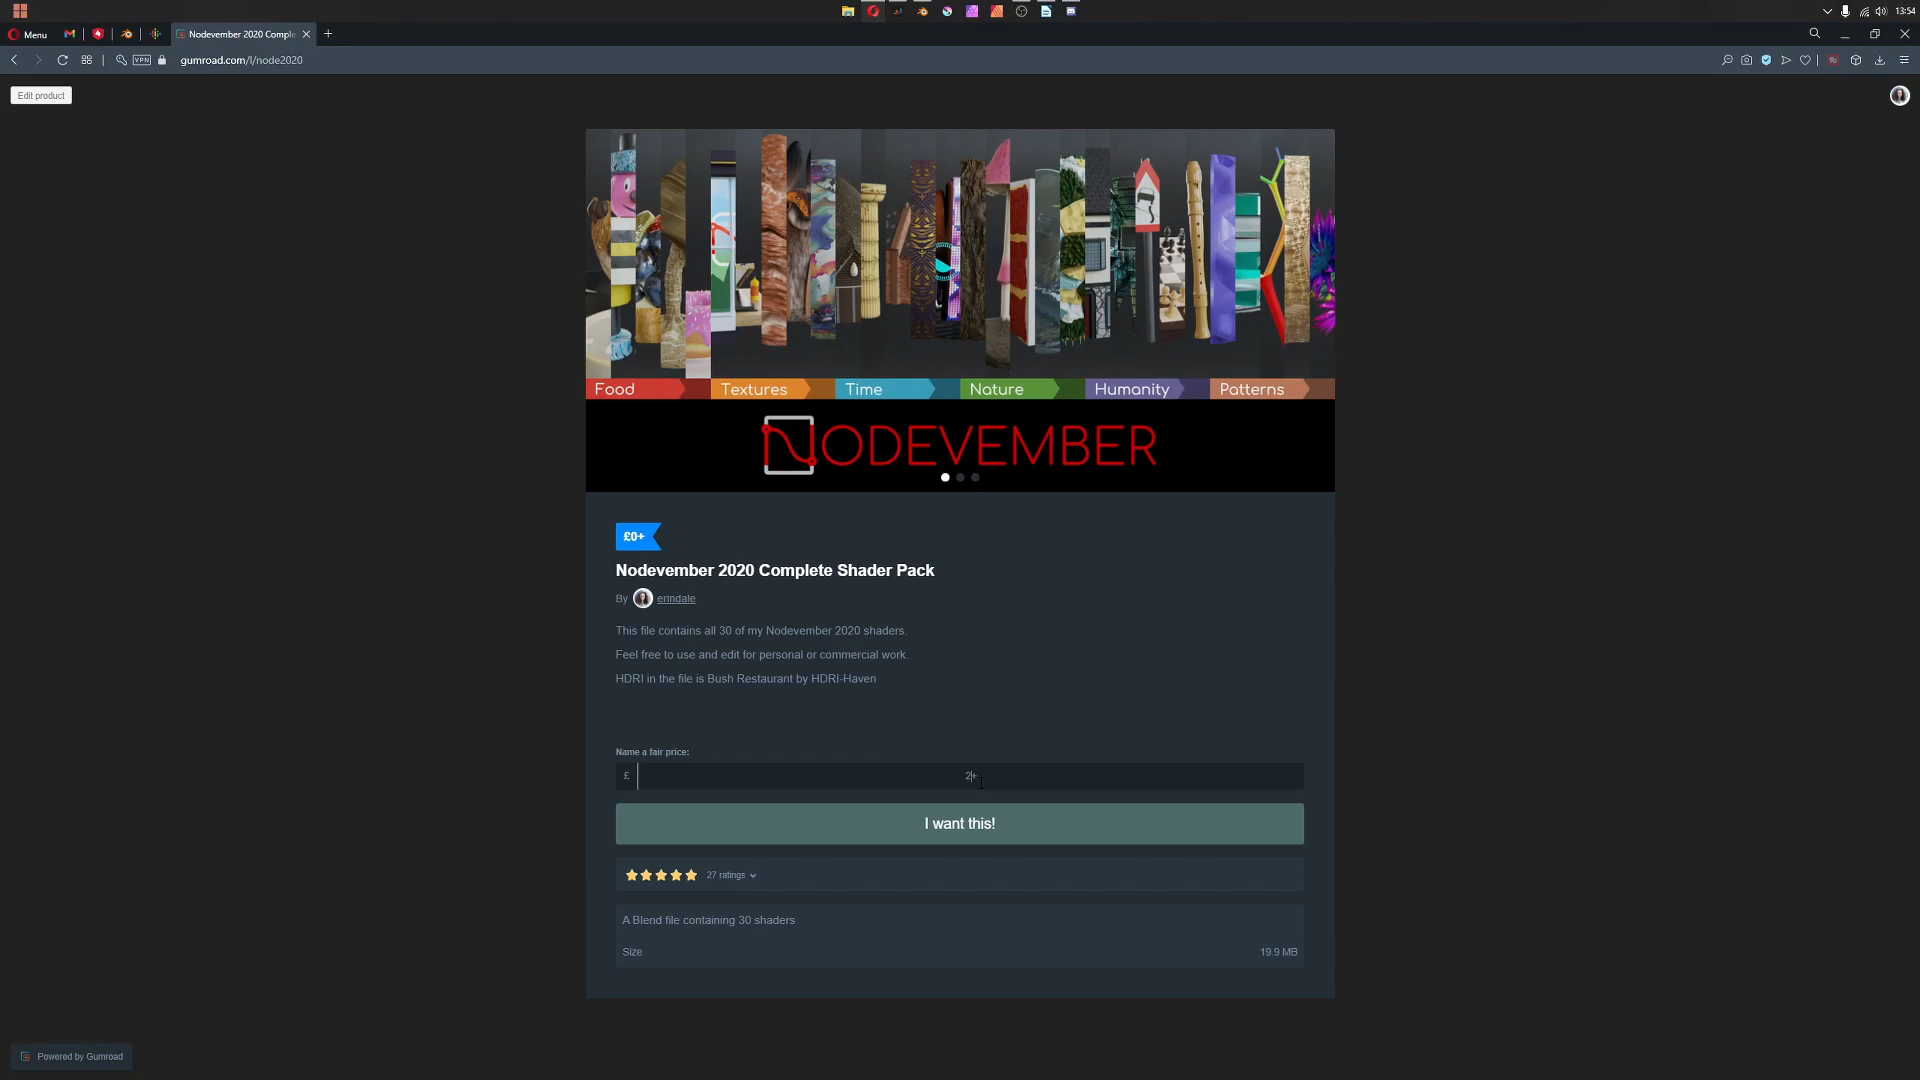 13:54
Menu
Nodevember 2020 Comple
VPN
gumroad.com/l/node2020
Edit product
Food
Textures
Time
Nature
Humanity
Patterns
NODEVEMBER
£0+
Nodevember 2020 Complete Shader Pack
By erindale
This file contains all 30 of my Nodevember 2020 shaders.
Feel free to use and edit for personal or commercial work.
HDRI in the file is Bush Restaurant by HDRI-Haven
Name a fair price:
£ 2+
I want this!
27 ratings
A Blend file containing 30 shaders
Size 19.9 MB
Powered by Gumroad